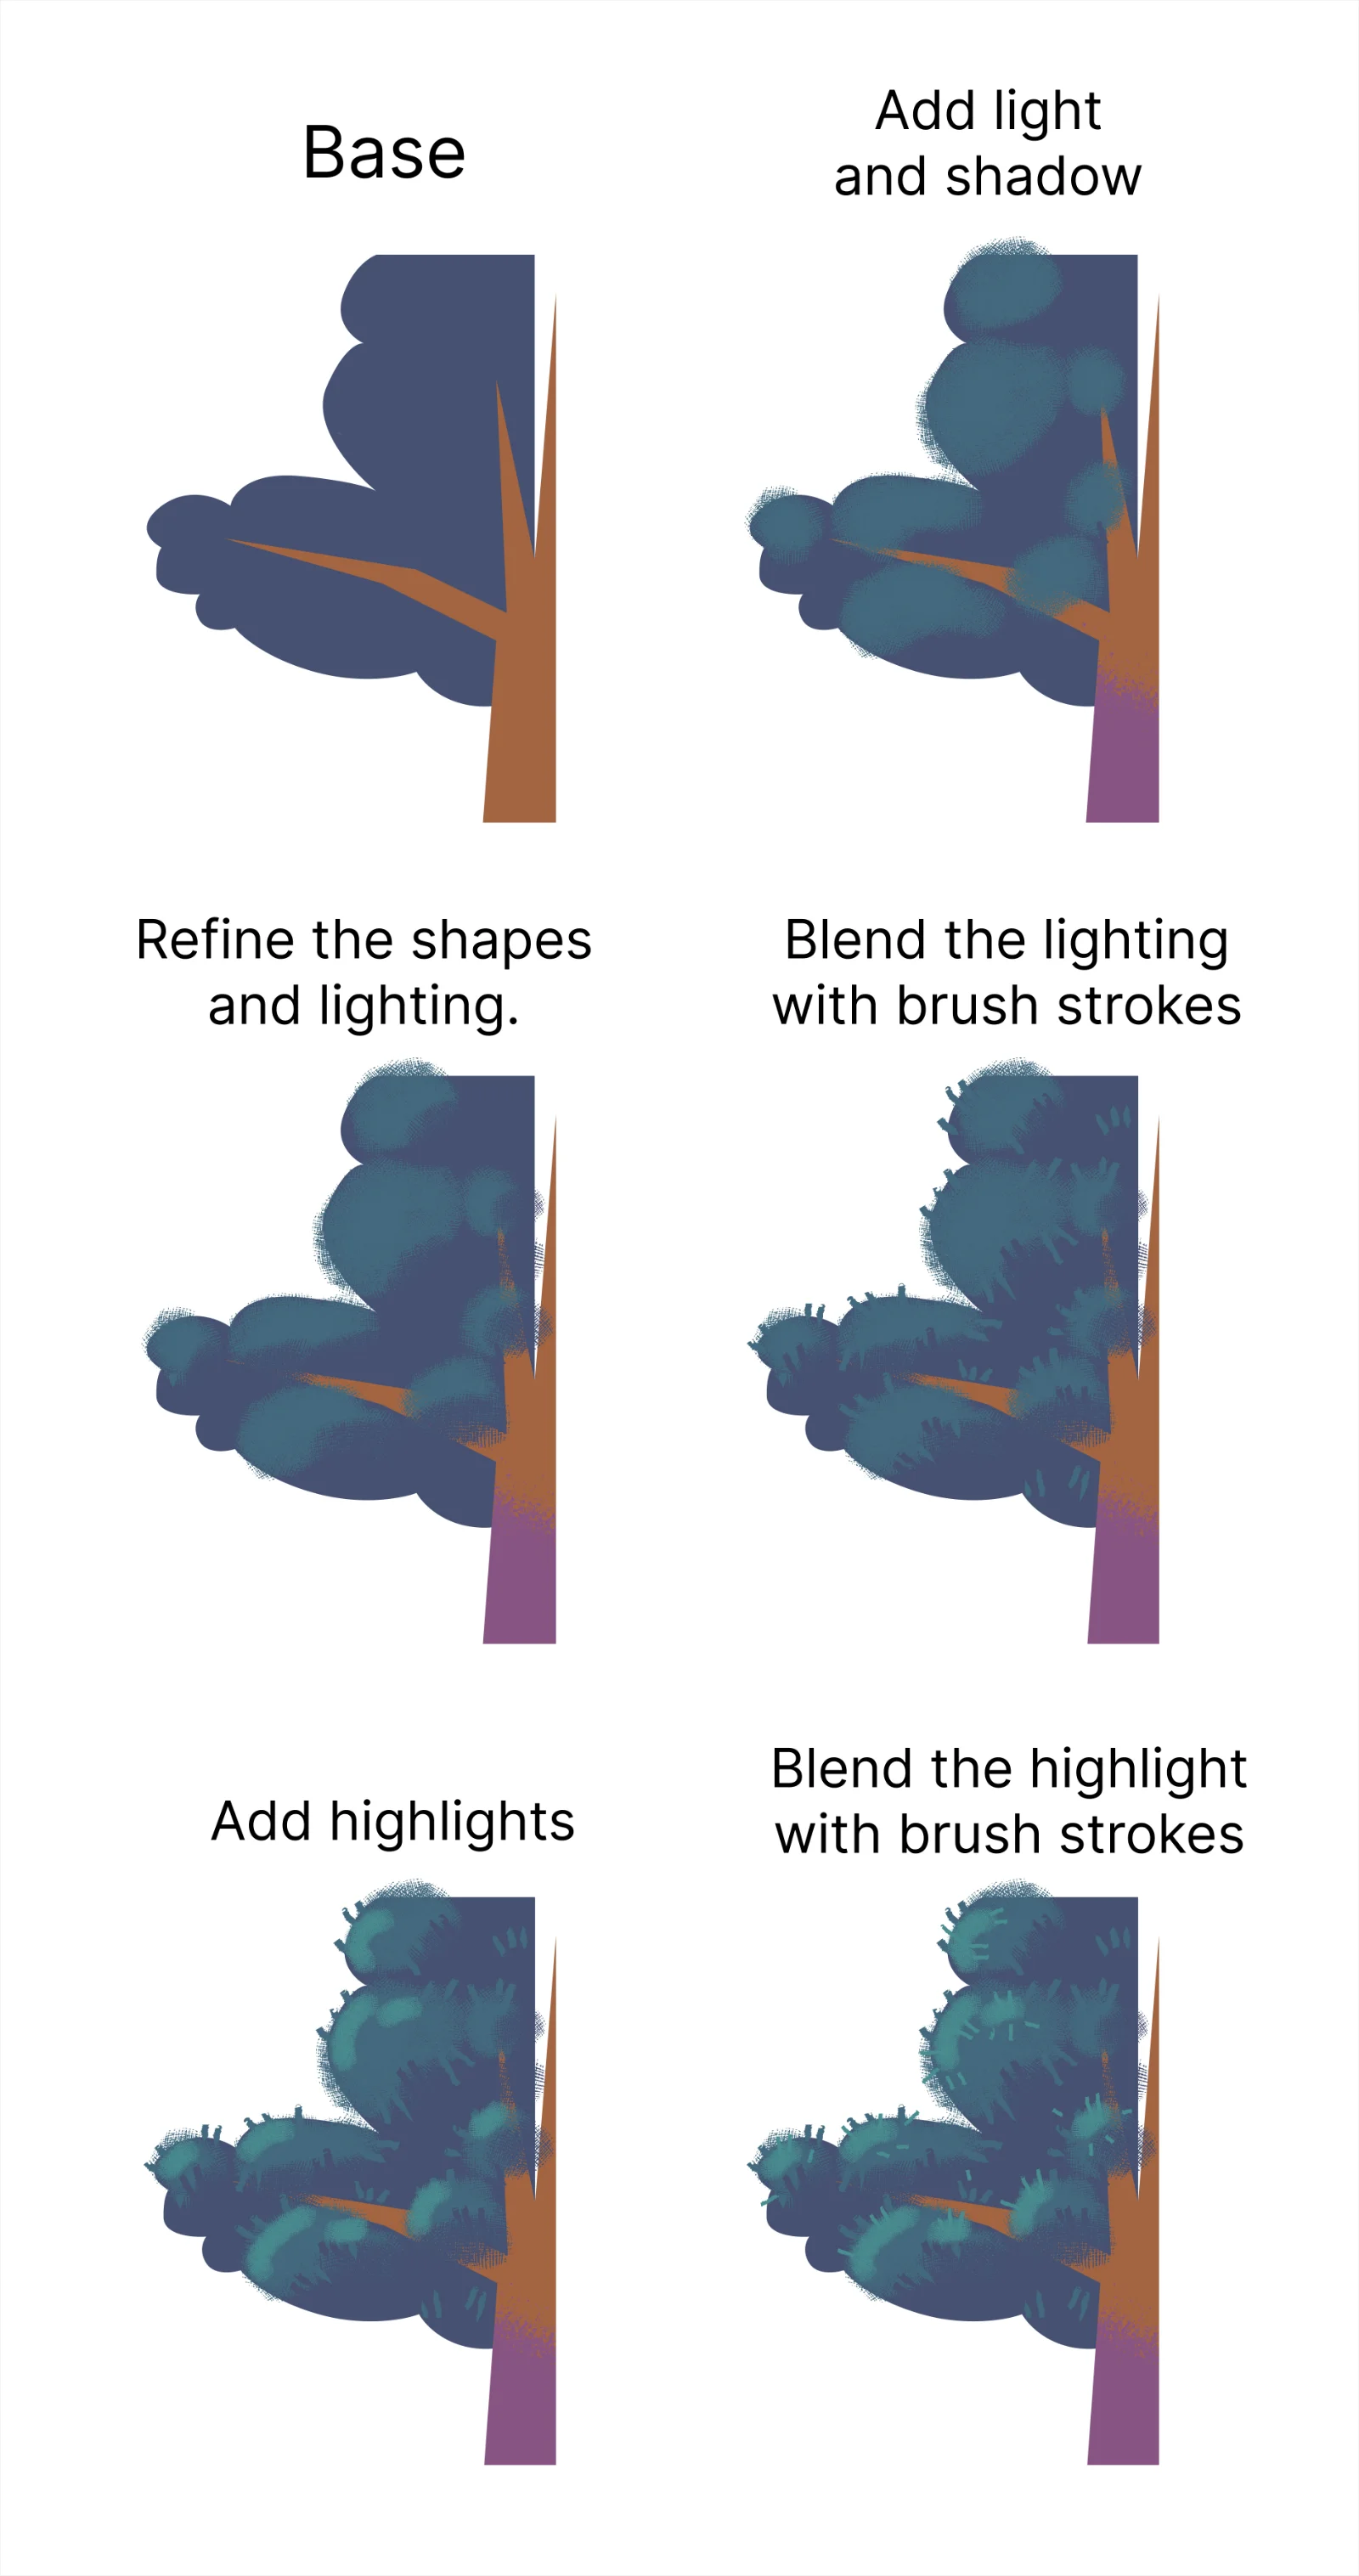 Base
Add light
and shadow
Refine the shapes
and lighting.
Blend the lighting
with brush strokes
Add highlights
Blend the highlight
with brush strokes